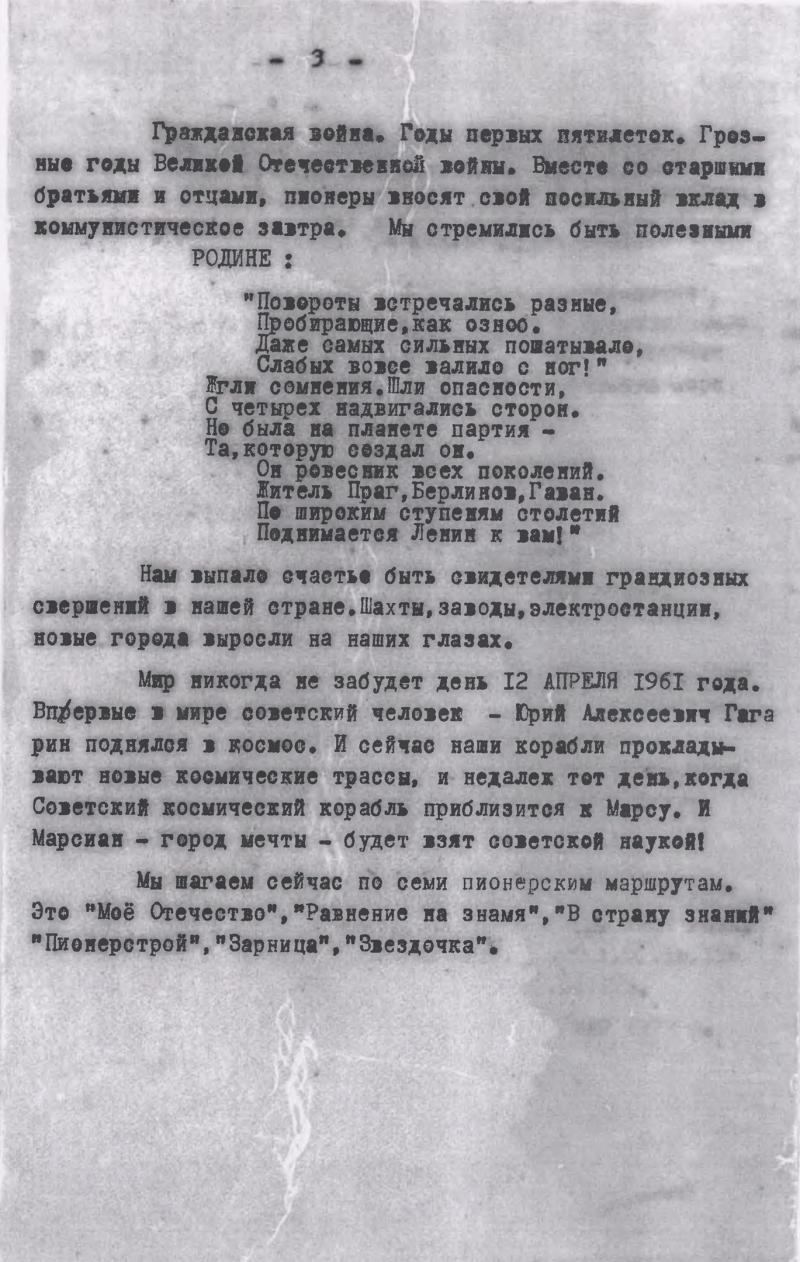 - 3 -
Гражданская война. Годы первых пятилеток. Гроз-
ные годы Великой Отечественной войны. Вместе со старшими
братьями и отцами, пионеры вносят свой посильный вклад в
коммунистическое завтра. Мы стремились быть полезными
РОДИНЕ :
"Повороты встречались разные,
Пробирающие,как озноб.
Даже самых сильных пошатывало,
Слабых вовсе валило с ног!"
Жгли сомнения.Шли опасности,
С четырех надвигались сторон.
Но была на планете партия -
Та,которую создал он.
Он ровесник всех поколений.
Житель Праг,Берлинов,Гаван.
По широким ступеням столетий
Поднимается Ленин к вам!"
Нам выпало счастье быть свидетелями грандиозных
свершений в нашей стране.Шахты,заводы,электростанции,
новые города выросли на наших глазах.
Мир никогда не забудет день 12 АПРЕЛЯ 1961 года.
Впервые в мире советский человек - Юрий Алексеевич Гага
рин поднялся в космос. И сейчас наши корабли проклады-
вают новые космические трассы, и недалек тот день,когда
Советский космический корабль приблизится к Марсу. И
Марсиан - город мечты - будет взят советской наукой!
Мы шагаем сейчас по семи пионерским маршрутам.
Это "Моё Отечество","Равнение на знамя","В страну знаний"
"Пионерстрой","Зарница","Звездочка".